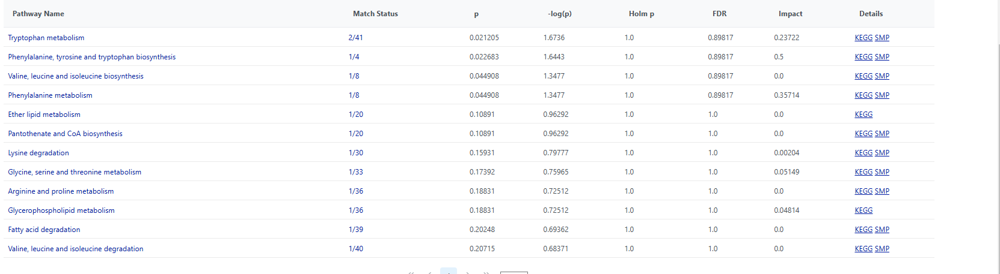 Pathway Name Match Status p -log(p) Holm p FDR Impact Details
Tryptophan metabolism 2/41 0.021205 1.6736 1.0 0.89817 0.23722 KEGG SMP
Phenylalanine, tyrosine and tryptophan biosynthesis 1/4 0.022683 1.6443 1.0 0.89817 0.5 KEGG SMP
Valine, leucine and isoleucine biosynthesis 1/8 0.044908 1.3477 1.0 0.89817 0.0 KEGG SMP
Phenylalanine metabolism 1/8 0.044908 1.3477 1.0 0.89817 0.35714 KEGG SMP
Ether lipid metabolism 1/20 0.10891 0.96292 1.0 1.0 0.0 KEGG
Pantothenate and CoA biosynthesis 1/20 0.10891 0.96292 1.0 1.0 0.0 KEGG SMP
Lysine degradation 1/30 0.15931 0.79777 1.0 1.0 0.00204 KEGG SMP
Glycine, serine and threonine metabolism 1/33 0.17392 0.75965 1.0 1.0 0.05149 KEGG SMP
Arginine and proline metabolism 1/36 0.18831 0.72512 1.0 1.0 0.0 KEGG SMP
Glycerophospholipid metabolism 1/36 0.18831 0.72512 1.0 1.0 0.04814 KEGG
Fatty acid degradation 1/39 0.20248 0.69362 1.0 1.0 0.0 KEGG SMP
Valine, leucine and isoleucine degradation 1/40 0.20715 0.68371 1.0 1.0 0.0 KEGG SMP